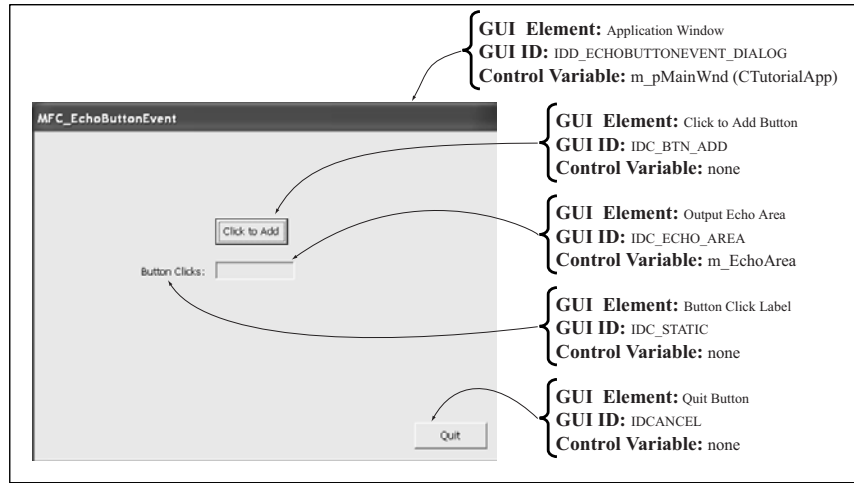 GUI Element: Application Window
GUI ID: IDD_ECHOBUTTONEVENT_DIALOG
Control Variable: m_pMainWnd (CTutorialApp)
MFC_EchoButtonEvent
GUI Element: Click to Add Button
GUI ID: IDC_BTN_ADD
Control Variable: none
Click to Add
GUI Element: Output Echo Area
GUI ID: IDC_ECHO_AREA
Control Variable: m_EchoArea
Button Clicks:
GUI Element: Button Click Label
GUI ID: IDC_STATIC
Control Variable: none
GUI Element: Quit Button
GUI ID: IDCANCEL
Control Variable: none
Quit